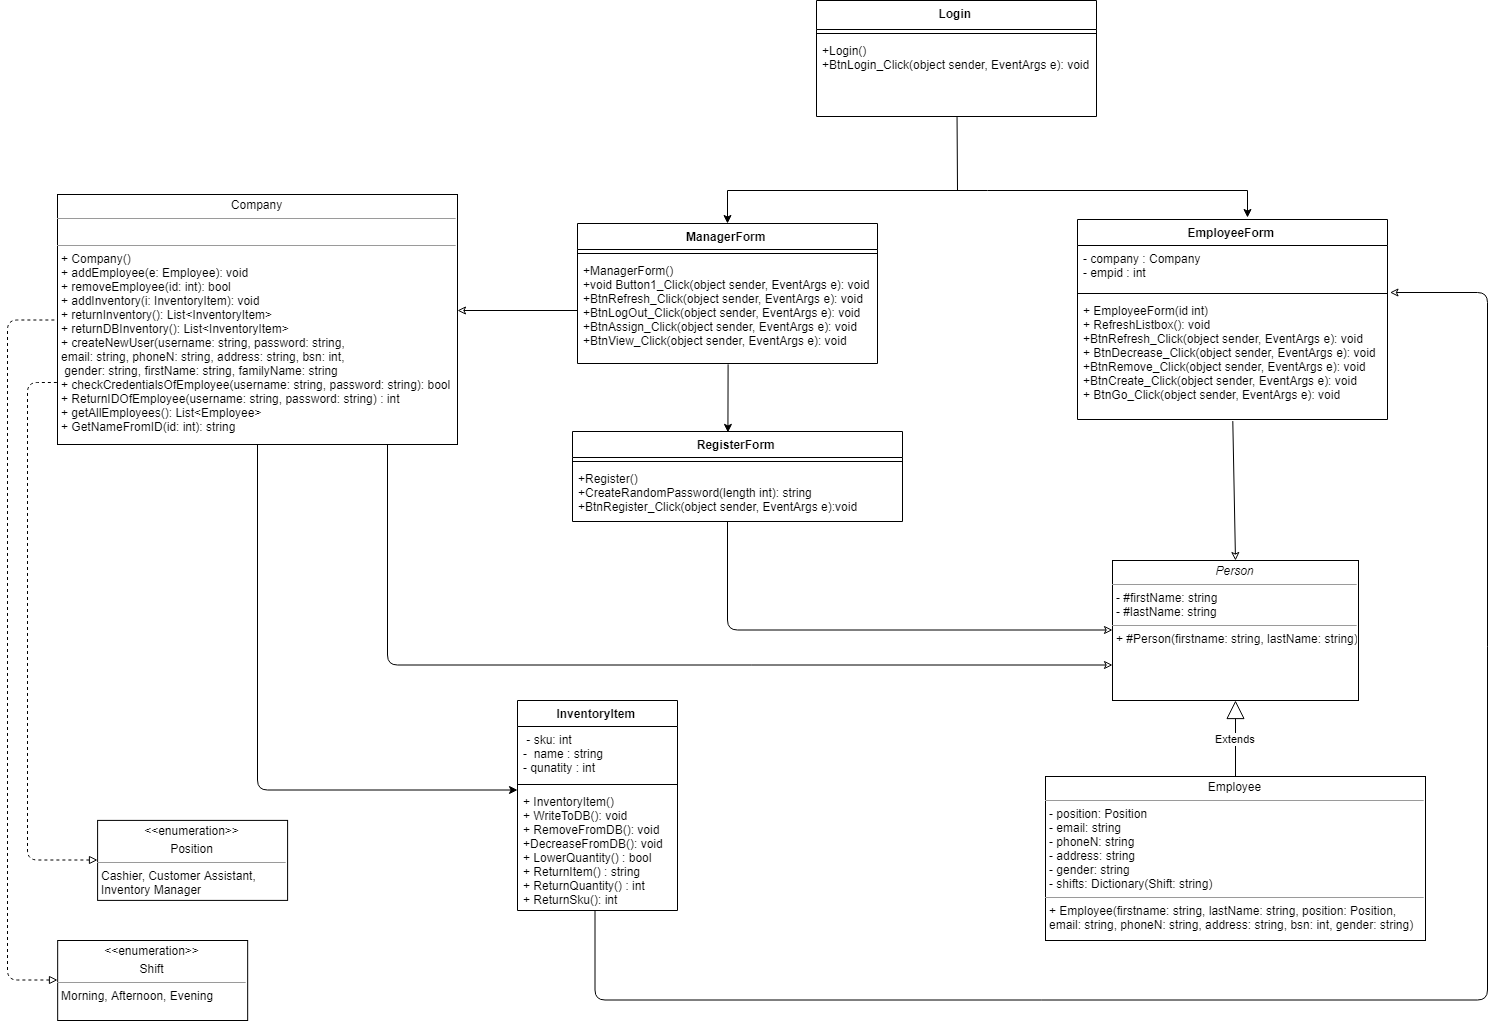 Login
+Login()
+BtnLogin_Click(object sender, EventArgs e): void
Company
+ Company()
+ addEmployee(e: Employee): void
+ removeEmployee(id: int): bool
+ addInventory(i: InventoryItem): void
+ returnInventory(): List<InventoryItem>
+ returnDBInventory(): List<InventoryItem>
+ createNewUser(username: string, password: string,
email: string, phoneN: string, address: string, bsn: int,
gender: string, firstName: string, familyName: string
+ checkCredentialsOfEmployee(username: string, password: string): bool
+ ReturnIDOfEmployee(username: string, password: string) : int
+ getAllEmployees(): List<Employee>
+ GetNameFromID(id: int): string
ManagerForm
+ManagerForm()
+void Button1_Click(object sender, EventArgs e): void
+BtnRefresh_Click(object sender, EventArgs e): void
+BtnLogOut_Click(object sender, EventArgs e): void
+BtnAssign_Click(object sender, EventArgs e): void
+BtnView_Click(object sender, EventArgs e): void
EmployeeForm
- company : Company
- empid : int
+ EmployeeForm(id int)
+ RefreshListbox(): void
+BtnRefresh_Click(object sender, EventArgs e): void
+ BtnDecrease_Click(object sender, EventArgs e): void
+BtnRemove_Click(object sender, EventArgs e): void
+BtnCreate_Click(object sender, EventArgs e): void
+ BtnGo_Click(object sender, EventArgs e): void
RegisterForm
+Register()
+CreateRandomPassword(length int): string
+BtnRegister_Click(object sender, EventArgs e):void
Person
- #firstName: string
- #lastName: string
+ #Person(firstname: string, lastName: string)
InventoryItem
- sku: int
- name : string
- qunatity : int
+ InventoryItem()
+ WriteToDB(): void
+ RemoveFromDB(): void
+DecreaseFromDB(): void
+ LowerQuantity() : bool
+ ReturnItem() : string
+ ReturnQuantity() : int
+ ReturnSku(): int
Extends
Employee
- position: Position
- email: string
- phoneN: string
- address: string
- gender: string
- shifts: Dictionary(Shift: string)
+ Employee(firstname: string, lastName: string, position: Position,
email: string, phoneN: string, address: string, bsn: int, gender: string)
<<enumeration>>
Position
Cashier, Customer Assistant,
Inventory Manager
<<enumeration>>
Shift
Morning, Afternoon, Evening